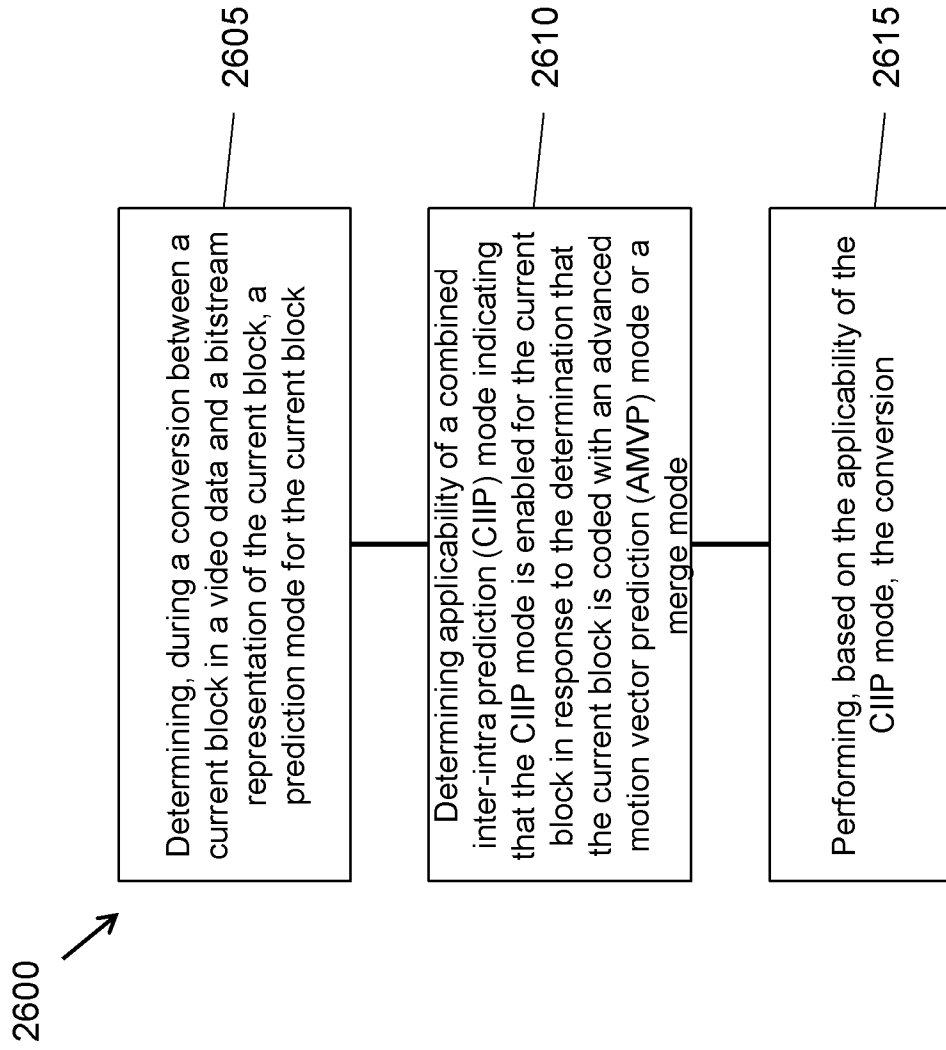 2600
Determining, during a conversion between a
current block in a video data and a bitstream
representation of the current block, a
prediction mode for the current block
2605
Determining applicability of a combined
inter-intra prediction (CIIP) mode indicating
that the CIIP mode is enabled for the current
block in response to the determination that
the current block is coded with an advanced
motion vector prediction (AMVP) mode or a
merge mode
2610
Performing, based on the applicability of the
CIIP mode, the conversion
2615